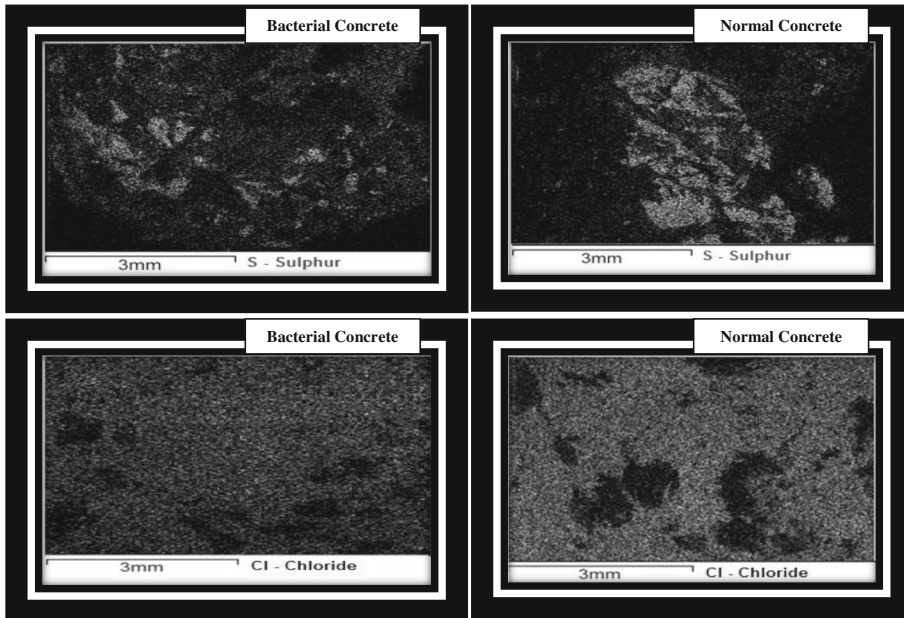 Bacterial Concrete
3mm
S - Sulphur
Normal Concrete
3mm
S - Sulphur
Bacterial Concrete
3mm
Cl - Chloride
Normal Concrete
3mm
Cl - Chloride